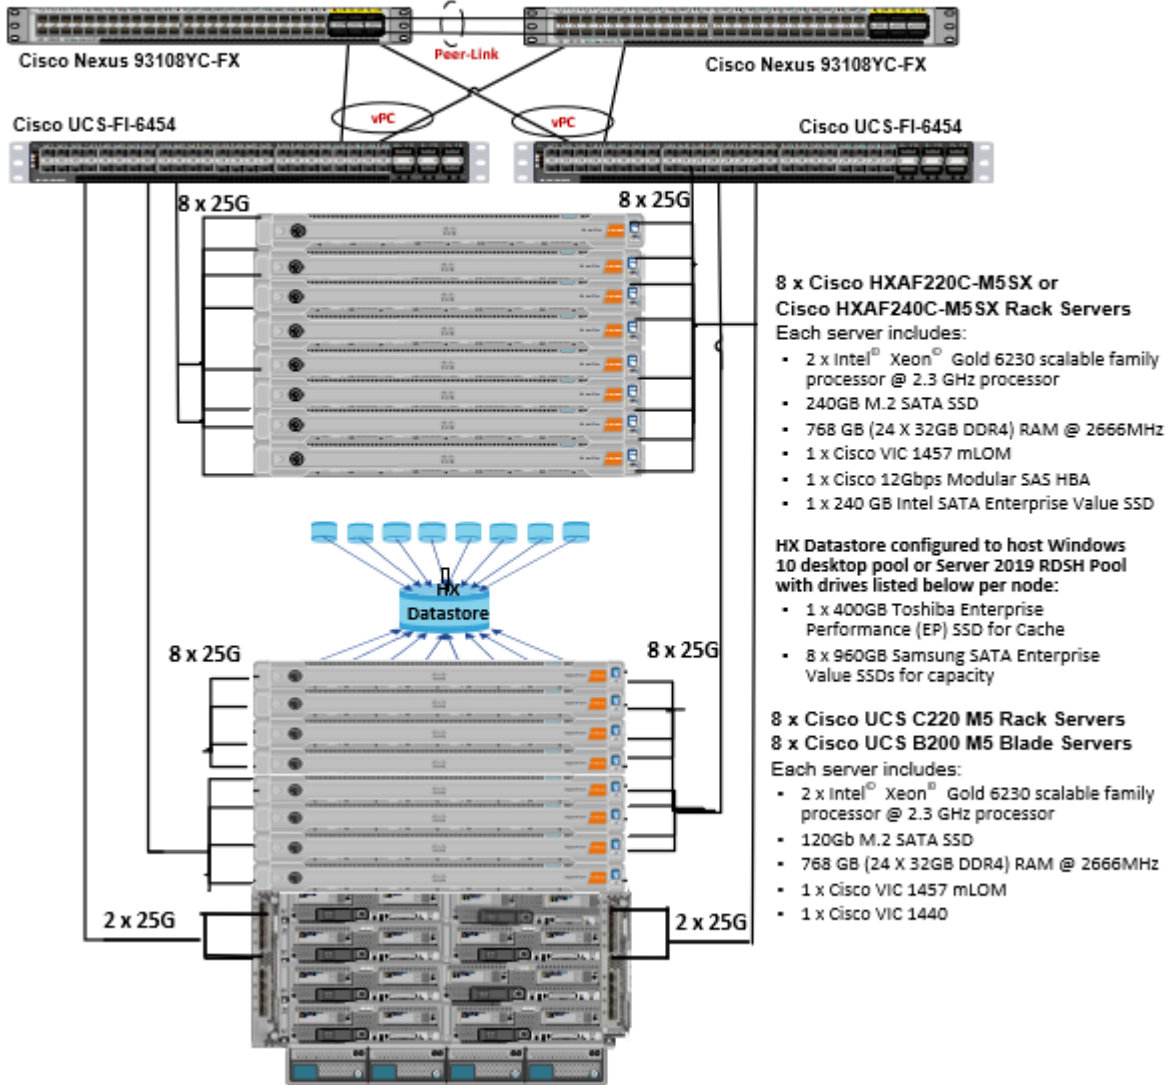 Peer-Link
Cisco Nexus 93108YC-FX
Cisco Nexus 93108YC-FX
vPC
vPC
Cisco UCS-FI-6454
Cisco UCS-FI-6454
8 x 25G
8 x 25G
8 x Cisco HXAF220C-M5SX or
Cisco HXAF240C-M5SX Rack Servers
Each server includes:
▪ 2 x Intel® Xeon® Gold 6230 scalable family
processor @ 2.3 GHz processor
▪ 240GB M.2 SATA SSD
▪ 768 GB (24 X 32GB DDR4) RAM @ 2666MHz
▪ 1 x Cisco VIC 1457 mLOM
▪ 1 x Cisco 12Gbps Modular SAS HBA
▪ 1 x 240 GB Intel SATA Enterprise Value SSD
HX Datastore configured to host Windows
10 desktop pool or Server 2019 RDSH Pool
with drives listed below per node:
▪ 1 x 400GB Toshiba Enterprise
Performance (EP) SSD for Cache
▪ 8 x 960GB Samsung SATA Enterprise
Value SSDs for capacity
HX
Datastore
8 x 25G
8 x 25G
8 x Cisco UCS C220 M5 Rack Servers
8 x Cisco UCS B200 M5 Blade Servers
Each server includes:
▪ 2 x Intel® Xeon® Gold 6230 scalable family
processor @ 2.3 GHz processor
▪ 120Gb M.2 SATA SSD
▪ 768 GB (24 X 32GB DDR4) RAM @ 2666MHz
▪ 1 x Cisco VIC 1457 mLOM
▪ 1 x Cisco VIC 1440
2 x 25G
2 x 25G